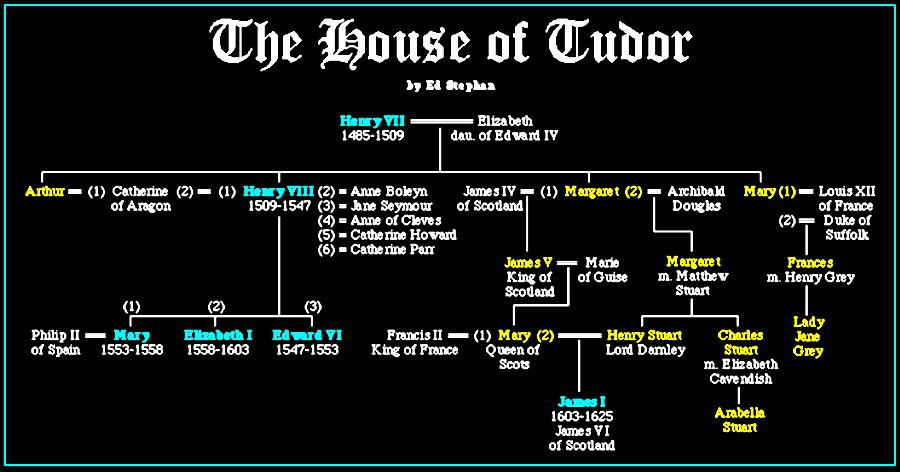 The House of Tudor
by Ed Stephan
Henry VII Elizabeth
1485-1509 dau. of Edward IV
Arthur (1) Catherine (2) (1) Henry VIII (2) = Anne Boleyn James IV (1) Margaret (2) Archibald Mary (1) Louis XII
of Aragon 1509-1547 (3) = Jane Seymour of Scotland Douglas of France
(4) = Anne of Cleves (2) = Duke of
(5) = Catherine Howard Suffolk
(6) = Catherine Parr
James V Marie Margaret Frances
King of of Guise m. Matthew m. Henry Grey
Scotland Stuart
(1) (2) (3)
Lady
Philip II Mary Elizabeth I Edward VI Francis II (1) Mary (2) Henry Stuart Charles Jane
of Spain 1553-1558 1558-1603 1547-1553 King of France Queen of Lord Darnley Stuart Grey
Scots m. Elizabeth
Cavendish
James I
1603-1625 Arabella
James VI Stuart
of Scotland